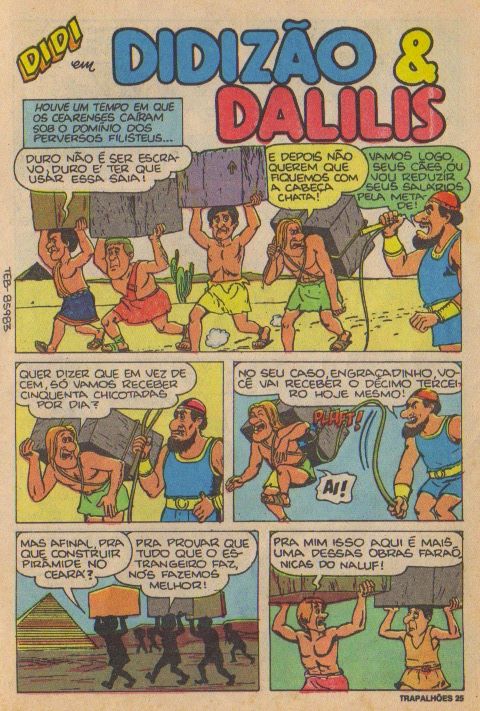 DIDI
em
DIDIZÃO &
DALILIS
HOUVE UM TEMPO EM QUE
OS CEARENSES CAÍRAM
SOB O DOMÍNIO DOS
PERVERSOS FILISTEUS...
DURO NÃO É SER ESCRA-
VO, DURO É TER QUE
USAR ESSA SAIA!
E DEPOIS NÃO
QUEREM QUE
FIQUEMOS COM
A CABEÇA
CHATA!
VAMOS LOGO,
SEUS CÃES, OU
VOU REDUZIR
SEUS SALÁRIOS
PELA META-
DE!
TEB-85983
QUER DIZER QUE EM VEZ DE
CEM, SÓ VAMOS RECEBER
CINQUENTA CHICOTADAS
POR DIA?
NO SEU CASO, ENGRAÇADINHO, VO-
CÊ VAI RECEBER O DÉCIMO TERCEI-
RO HOJE MESMO!
PLAFT!
AI!
MAS AFINAL, PRA
QUE CONSTRUIR
PIRÂMIDE NO
CEARÁ?
PRA PROVAR QUE
TUDO QUE O ES-
TRANGEIRO FAZ,
NÓS FAZEMOS
MELHOR!
PRA MIM ISSO AQUI É MAIS
UMA DESSAS OBRAS FARAÔ-
NICAS DO NALUF!
TRAPALHÕES 25